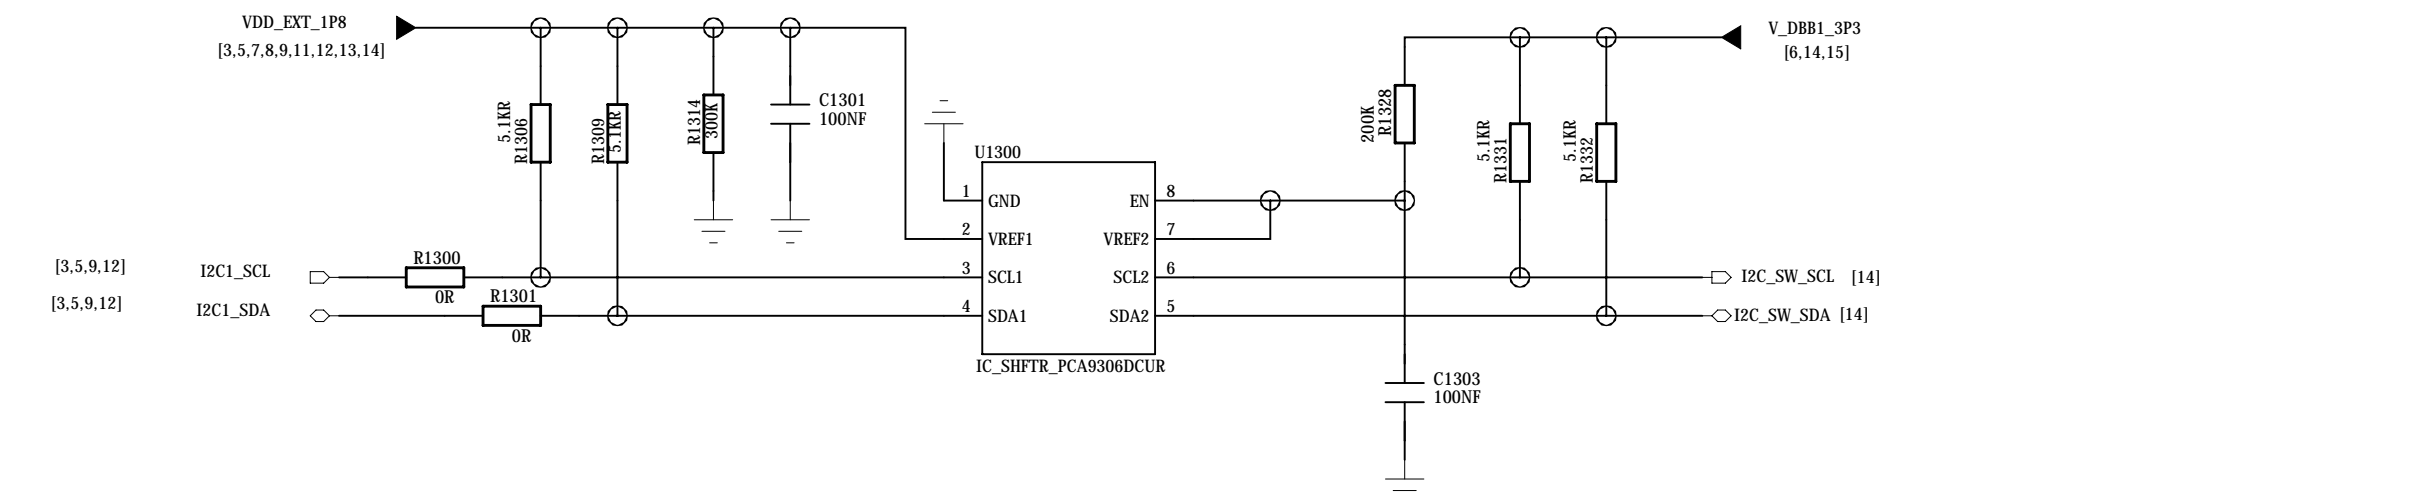 VDD_EXT_1P8
[3,5,7,8,9,11,12,13,14]
V_DBB1_3P3
[6,14,15]
5.1KR
R1306
R1309
5.1KR
R1314
300K
C1301
100NF
200K
R1328
5.1KR
R1331
5.1KR
R1332
U1300
1 GND
EN 8
2 VREF1
VREF2 7
3 SCL1
SCL2 6
4 SDA1
SDA2 5
IC_SHFTR_PCA9306DCUR
[3,5,9,12] I2C1_SCL
R1300
0R
[3,5,9,12] I2C1_SDA
R1301
0R
I2C_SW_SCL [14]
I2C_SW_SDA [14]
C1303
100NF